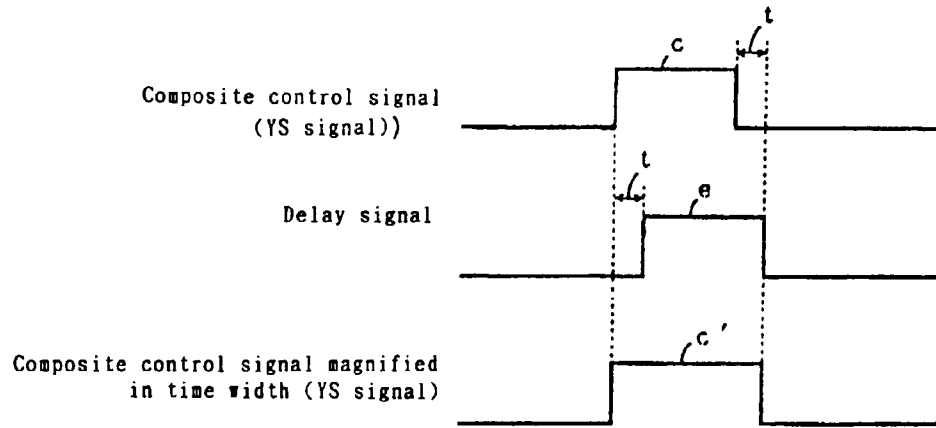 t
c
Composite control signal
(YS signal))
t
e
Delay signal
c'
Composite control signal magnified
in time width (YS signal)